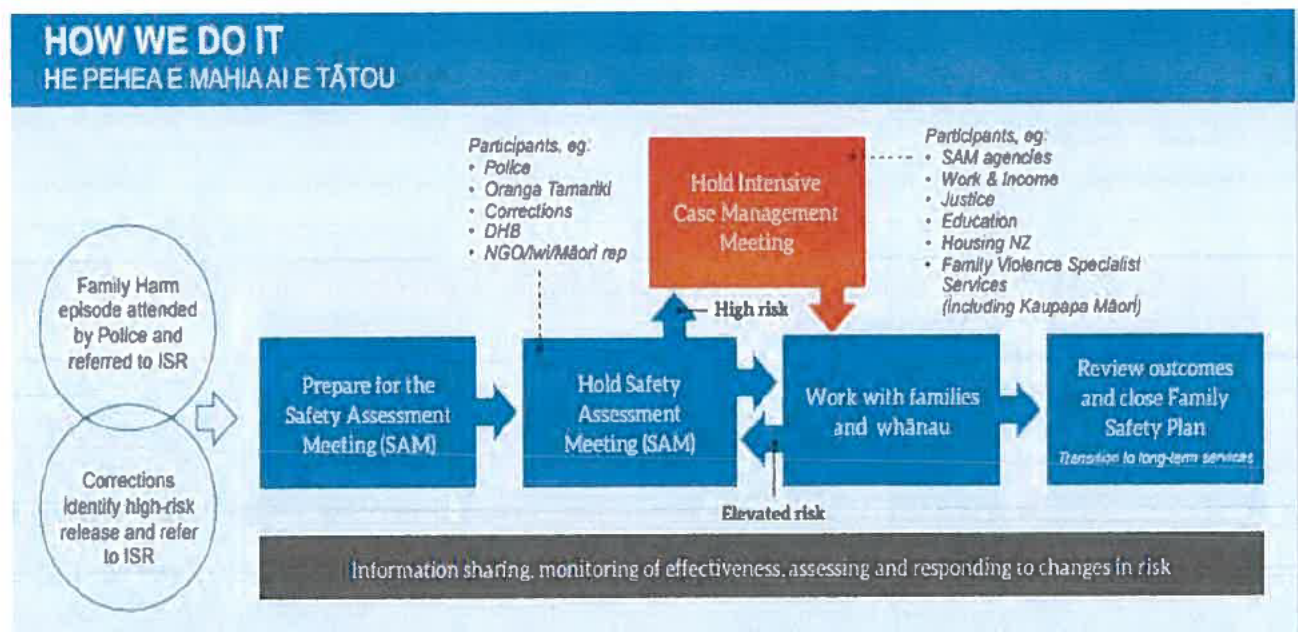 HOW WE DO IT
HE PEHEA E MAHIA AI E TĀTOU
Family Harm
episode attended
by Police and
referred to ISR
Corrections
identify high-risk
release and refer
to ISR
Prepare for the
Safety Assessment
Meeting (SAM)
Participants, eg:
• Police
• Oranga Tamariki
• Corrections
• DHB
• NGO/Iwi/Māori rep
Hold Safety
Assessment
Meeting (SAM)
High risk
Hold Intensive
Case Management
Meeting
Participants, eg:
• SAM agencies
• Work & Income
• Justice
• Education
• Housing NZ
• Family Violence Specialist
Services
(including Kaupapa Māori)
Work with families
and whānau
Elevated risk
Review outcomes
and close Family
Safety Plan
Transition to long-term services
Information sharing, monitoring of effectiveness, assessing and responding to changes in risk